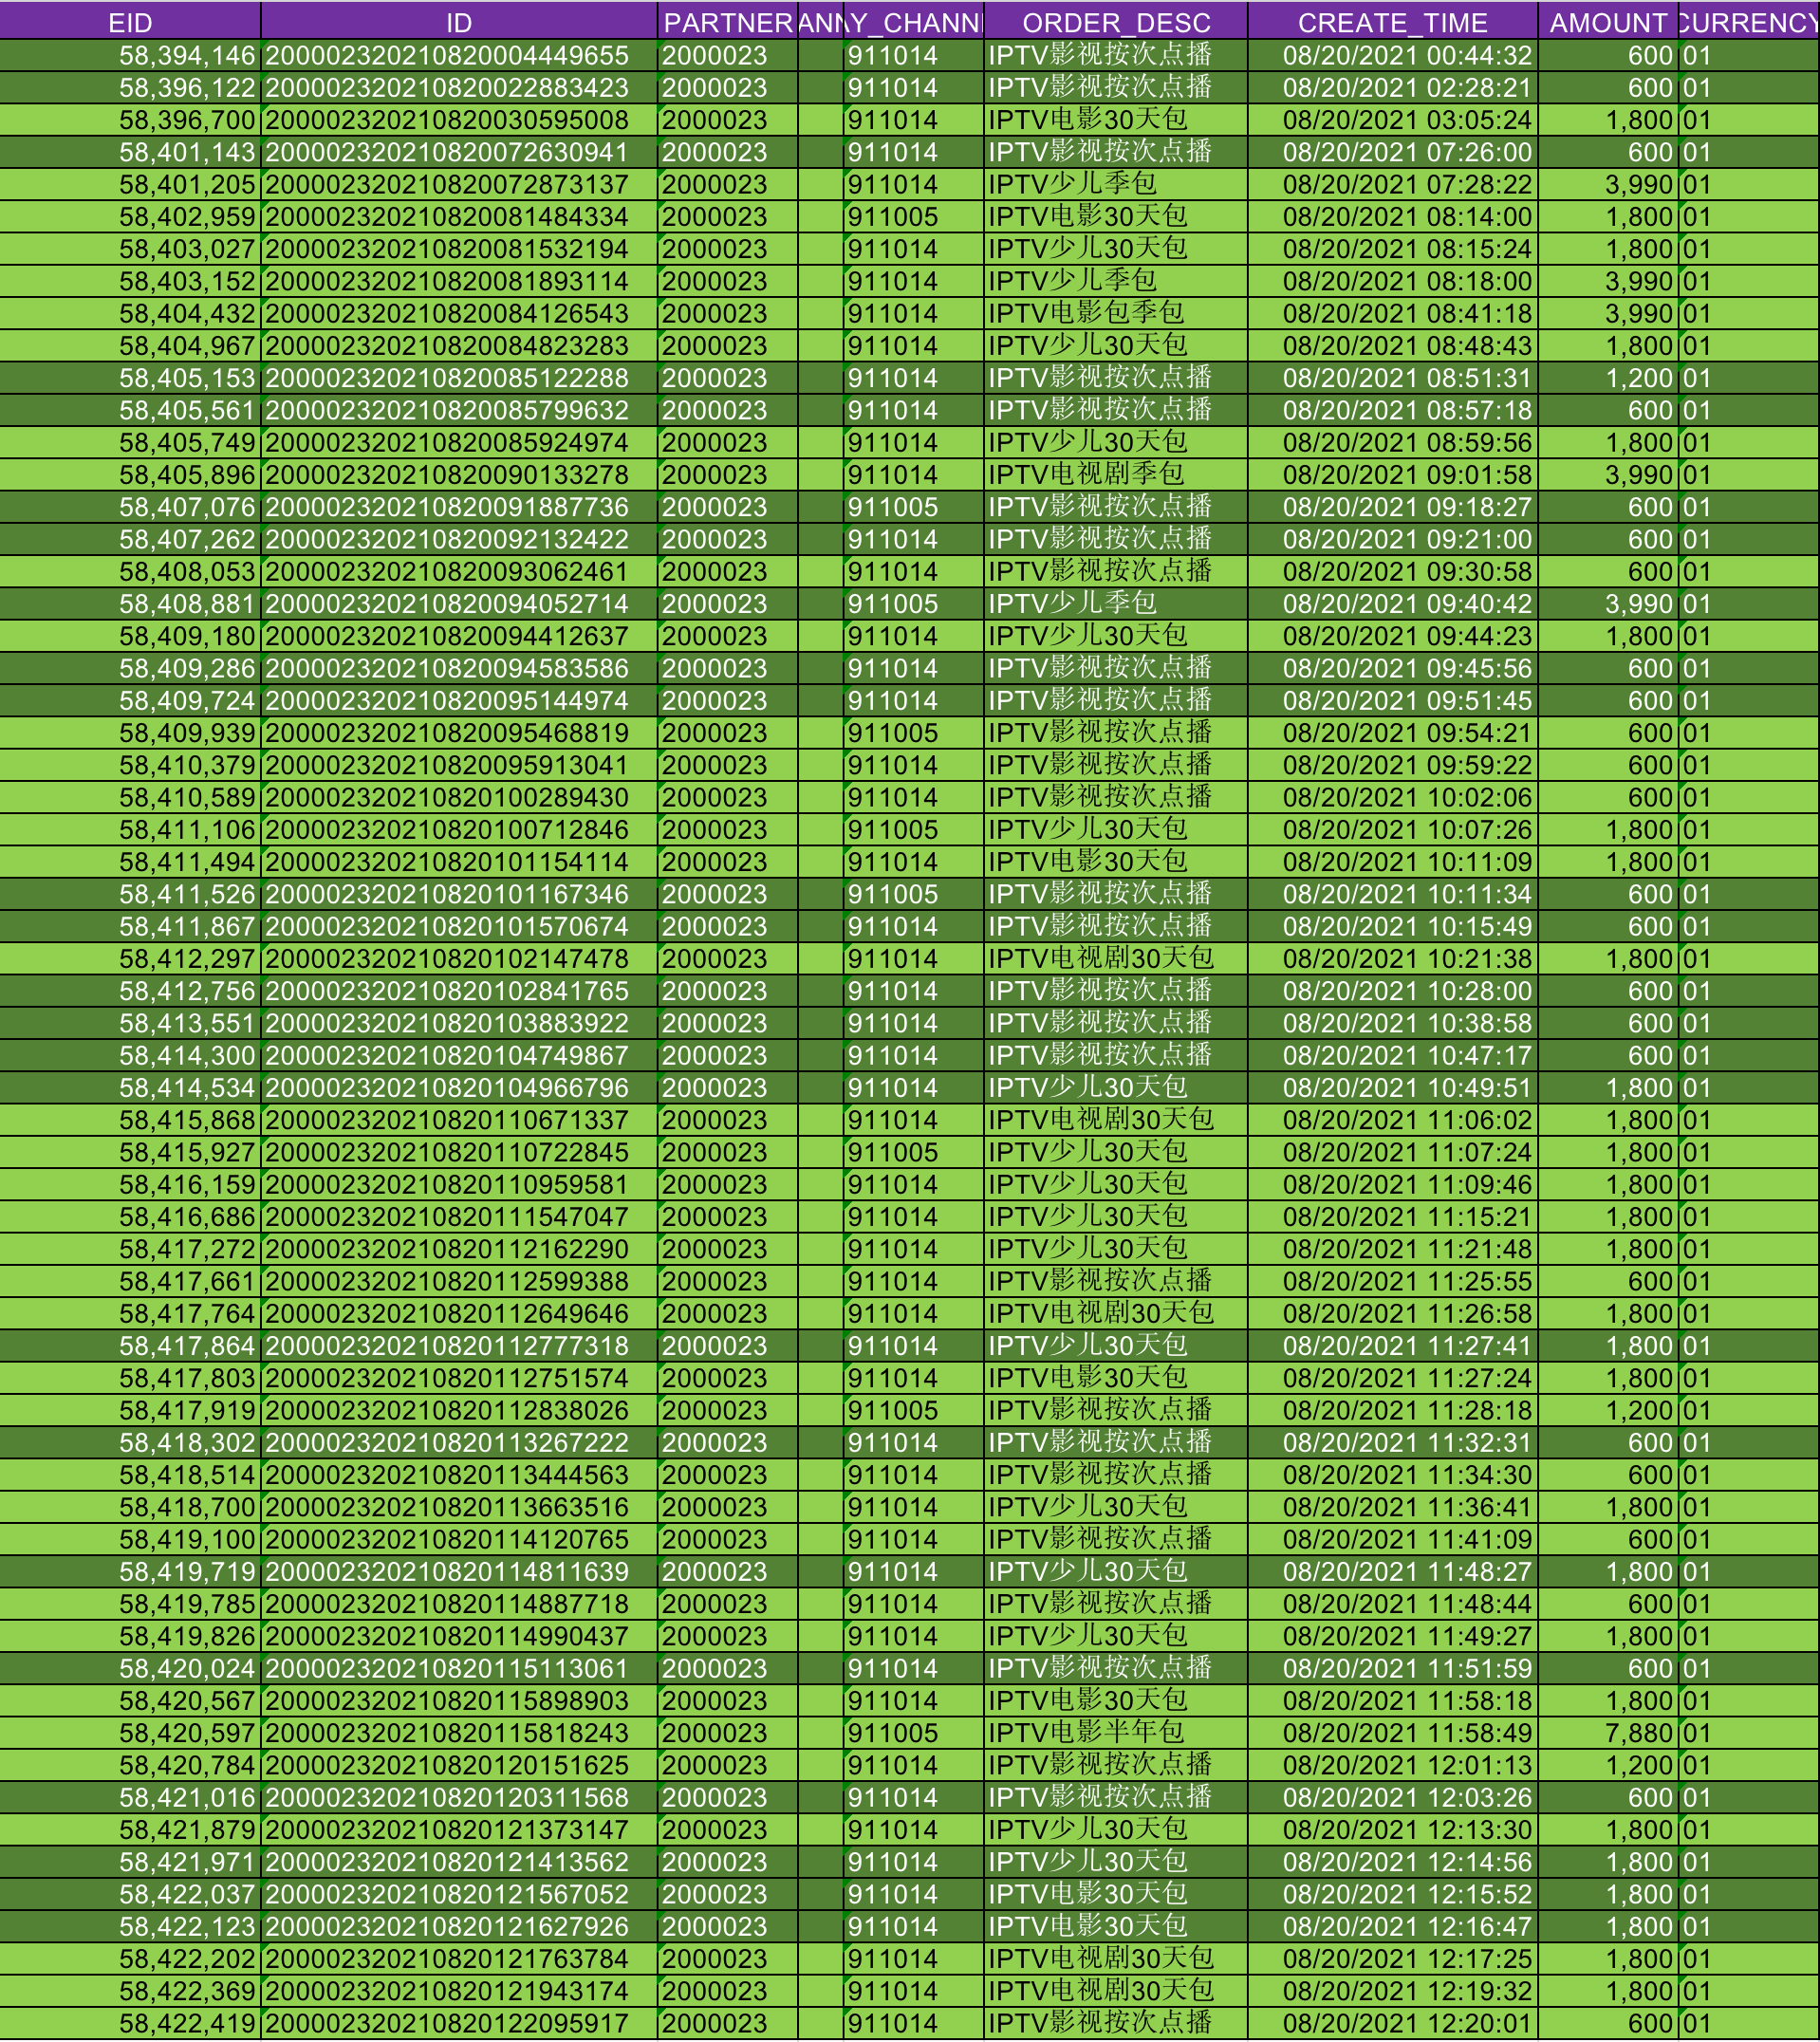 EID ID PARTNER ANN Y_CHANN ORDER_DESC CREATE_TIME AMOUNT CURRENCY
58,394,146 200002320210820004449655 2000023 911014 IPTV影视按次点播 08/20/2021 00:44:32 600 01
58,396,122 200002320210820022883423 2000023 911014 IPTV影视按次点播 08/20/2021 02:28:21 600 01
58,396,700 200002320210820030595008 2000023 911014 IPTV电影30天包 08/20/2021 03:05:24 1,800 01
58,401,143 200002320210820072630941 2000023 911014 IPTV影视按次点播 08/20/2021 07:26:00 600 01
58,401,205 200002320210820072873137 2000023 911014 IPTV少儿季包 08/20/2021 07:28:22 3,990 01
58,402,959 200002320210820081484334 2000023 911005 IPTV电影30天包 08/20/2021 08:14:00 1,800 01
58,403,027 200002320210820081532194 2000023 911014 IPTV少儿30天包 08/20/2021 08:15:24 1,800 01
58,403,152 200002320210820081893114 2000023 911014 IPTV少儿季包 08/20/2021 08:18:00 3,990 01
58,404,432 200002320210820084126543 2000023 911014 IPTV电影包季包 08/20/2021 08:41:18 3,990 01
58,404,967 200002320210820084823283 2000023 911014 IPTV少儿30天包 08/20/2021 08:48:43 1,800 01
58,405,153 200002320210820085122288 2000023 911014 IPTV影视按次点播 08/20/2021 08:51:31 1,200 01
58,405,561 200002320210820085799632 2000023 911014 IPTV影视按次点播 08/20/2021 08:57:18 600 01
58,405,749 200002320210820085924974 2000023 911014 IPTV少儿30天包 08/20/2021 08:59:56 1,800 01
58,405,896 200002320210820090133278 2000023 911014 IPTV电视剧季包 08/20/2021 09:01:58 3,990 01
58,407,076 200002320210820091887736 2000023 911005 IPTV影视按次点播 08/20/2021 09:18:27 600 01
58,407,262 200002320210820092132422 2000023 911014 IPTV影视按次点播 08/20/2021 09:21:00 600 01
58,408,053 200002320210820093062461 2000023 911014 IPTV影视按次点播 08/20/2021 09:30:58 600 01
58,408,881 200002320210820094052714 2000023 911005 IPTV少儿季包 08/20/2021 09:40:42 3,990 01
58,409,180 200002320210820094412637 2000023 911014 IPTV少儿30天包 08/20/2021 09:44:23 1,800 01
58,409,286 200002320210820094583586 2000023 911014 IPTV影视按次点播 08/20/2021 09:45:56 600 01
58,409,724 200002320210820095144974 2000023 911014 IPTV影视按次点播 08/20/2021 09:51:45 600 01
58,409,939 200002320210820095468819 2000023 911005 IPTV影视按次点播 08/20/2021 09:54:21 600 01
58,410,379 200002320210820095913041 2000023 911014 IPTV影视按次点播 08/20/2021 09:59:22 600 01
58,410,589 200002320210820100289430 2000023 911014 IPTV影视按次点播 08/20/2021 10:02:06 600 01
58,411,106 200002320210820100712846 2000023 911005 IPTV少儿30天包 08/20/2021 10:07:26 1,800 01
58,411,494 200002320210820101154114 2000023 911014 IPTV电影30天包 08/20/2021 10:11:09 1,800 01
58,411,526 200002320210820101167346 2000023 911005 IPTV影视按次点播 08/20/2021 10:11:34 600 01
58,411,867 200002320210820101570674 2000023 911014 IPTV影视按次点播 08/20/2021 10:15:49 600 01
58,412,297 200002320210820102147478 2000023 911014 IPTV电视剧30天包 08/20/2021 10:21:38 1,800 01
58,412,756 200002320210820102841765 2000023 911014 IPTV影视按次点播 08/20/2021 10:28:00 600 01
58,413,551 200002320210820103883922 2000023 911014 IPTV影视按次点播 08/20/2021 10:38:58 600 01
58,414,300 200002320210820104749867 2000023 911014 IPTV影视按次点播 08/20/2021 10:47:17 600 01
58,414,534 200002320210820104966796 2000023 911014 IPTV少儿30天包 08/20/2021 10:49:51 1,800 01
58,415,868 200002320210820110671337 2000023 911014 IPTV电视剧30天包 08/20/2021 11:06:02 1,800 01
58,415,927 200002320210820110722845 2000023 911005 IPTV少儿30天包 08/20/2021 11:07:24 1,800 01
58,416,159 200002320210820110959581 2000023 911014 IPTV少儿30天包 08/20/2021 11:09:46 1,800 01
58,416,686 200002320210820111547047 2000023 911014 IPTV少儿30天包 08/20/2021 11:15:21 1,800 01
58,417,272 200002320210820112162290 2000023 911014 IPTV少儿30天包 08/20/2021 11:21:48 1,800 01
58,417,661 200002320210820112599388 2000023 911014 IPTV影视按次点播 08/20/2021 11:25:55 600 01
58,417,764 200002320210820112649646 2000023 911014 IPTV电视剧30天包 08/20/2021 11:26:58 1,800 01
58,417,864 200002320210820112777318 2000023 911014 IPTV少儿30天包 08/20/2021 11:27:41 1,800 01
58,417,803 200002320210820112751574 2000023 911014 IPTV电影30天包 08/20/2021 11:27:24 1,800 01
58,417,919 200002320210820112838026 2000023 911005 IPTV影视按次点播 08/20/2021 11:28:18 1,200 01
58,418,302 200002320210820113267222 2000023 911014 IPTV影视按次点播 08/20/2021 11:32:31 600 01
58,418,514 200002320210820113444563 2000023 911014 IPTV影视按次点播 08/20/2021 11:34:30 600 01
58,418,700 200002320210820113663516 2000023 911014 IPTV少儿30天包 08/20/2021 11:36:41 1,800 01
58,419,100 200002320210820114120765 2000023 911014 IPTV影视按次点播 08/20/2021 11:41:09 600 01
58,419,719 200002320210820114811639 2000023 911014 IPTV少儿30天包 08/20/2021 11:48:27 1,800 01
58,419,785 200002320210820114887718 2000023 911014 IPTV影视按次点播 08/20/2021 11:48:44 600 01
58,419,826 200002320210820114990437 2000023 911014 IPTV少儿30天包 08/20/2021 11:49:27 1,800 01
58,420,024 200002320210820115113061 2000023 911014 IPTV影视按次点播 08/20/2021 11:51:59 600 01
58,420,567 200002320210820115898903 2000023 911014 IPTV电影30天包 08/20/2021 11:58:18 1,800 01
58,420,597 200002320210820115818243 2000023 911005 IPTV电影半年包 08/20/2021 11:58:49 7,880 01
58,420,784 200002320210820120151625 2000023 911014 IPTV影视按次点播 08/20/2021 12:01:13 1,200 01
58,421,016 200002320210820120311568 2000023 911014 IPTV影视按次点播 08/20/2021 12:03:26 600 01
58,421,879 200002320210820121373147 2000023 911014 IPTV少儿30天包 08/20/2021 12:13:30 1,800 01
58,421,971 200002320210820121413562 2000023 911014 IPTV少儿30天包 08/20/2021 12:14:56 1,800 01
58,422,037 200002320210820121567052 2000023 911014 IPTV电影30天包 08/20/2021 12:15:52 1,800 01
58,422,123 200002320210820121627926 2000023 911014 IPTV电影30天包 08/20/2021 12:16:47 1,800 01
58,422,202 200002320210820121763784 2000023 911014 IPTV电视剧30天包 08/20/2021 12:17:25 1,800 01
58,422,369 200002320210820121943174 2000023 911014 IPTV电视剧30天包 08/20/2021 12:19:32 1,800 01
58,422,419 200002320210820122095917 2000023 911014 IPTV影视按次点播 08/20/2021 12:20:01 600 01